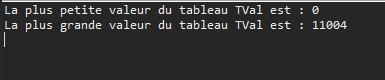 La plus petite valeur du tableau TVal est : 0
La plus grande valeur du tableau TVal est : 11004